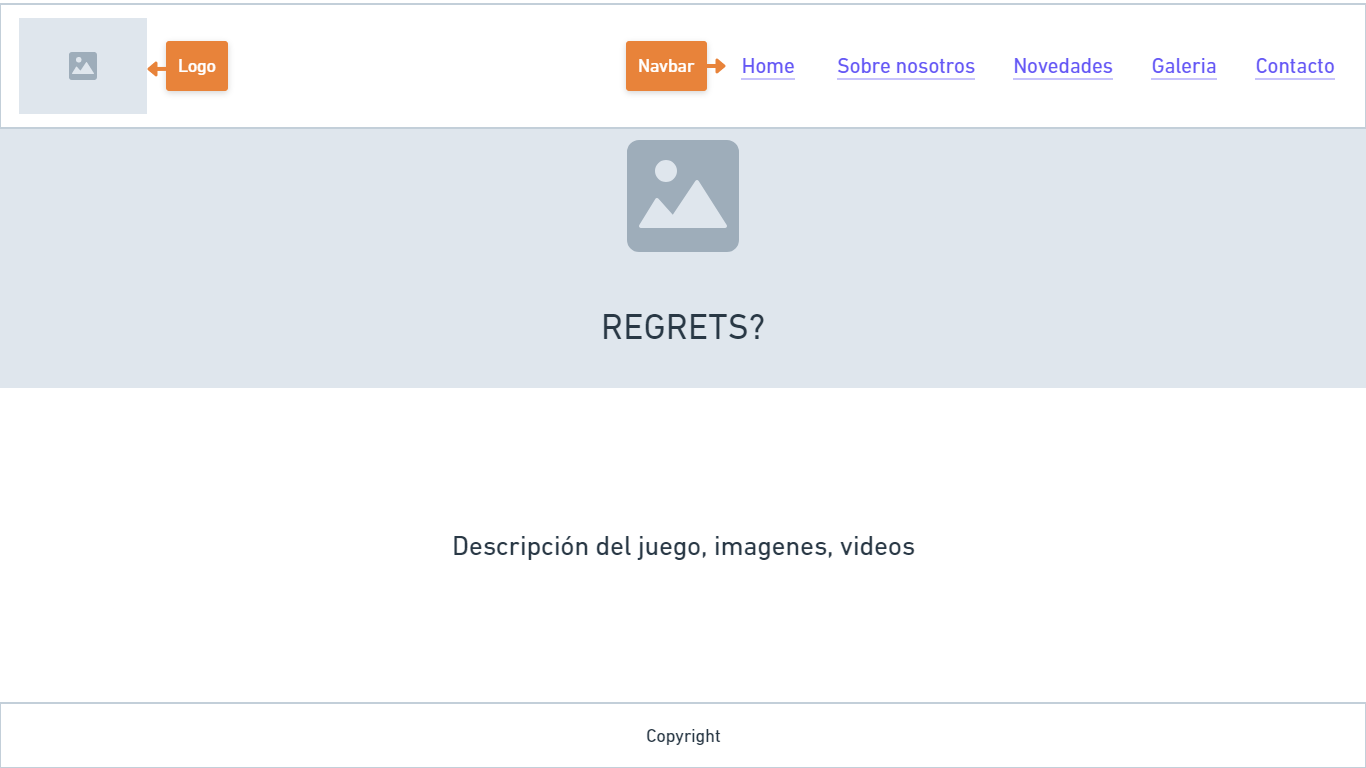 Logo
Navbar
Home
Sobre nosotros
Novedades
Galeria
Contacto
REGRETS?
Descripción del juego, imagenes, videos
Copyright